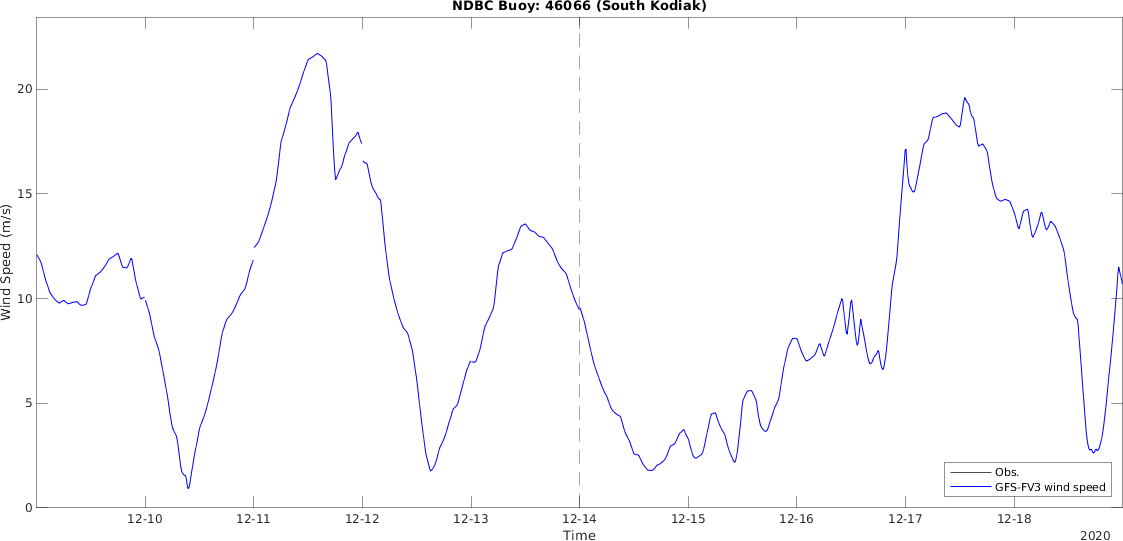 NDBC Buoy: 46066 (South Kodiak)
Wind Speed (m/s)
20
15
10
5
0
12-10 12-11 12-12 12-13 12-14 12-15 12-16 12-17 12-18
Time
2020
Obs.
GFS-FV3 wind speed